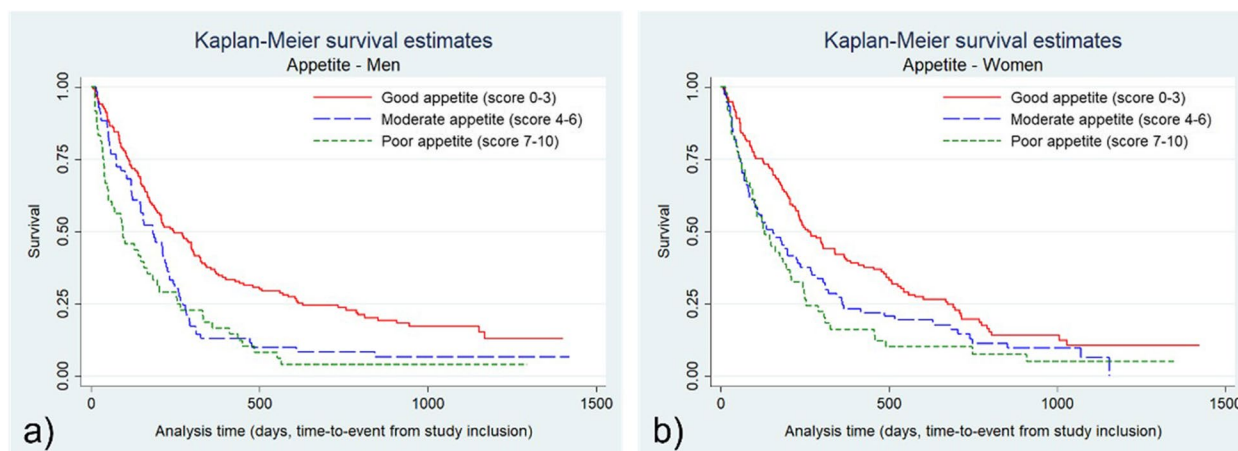 Kaplan-Meier survival estimates
Appetite - Men
1.00
0.75
0.50
0.25
0.00
Survival
Good appetite (score 0-3)
Moderate appetite (score 4-6)
Poor appetite (score 7-10)
0 500 1000 1500
Analysis time (days, time-to-event from study inclusion)
a)
Kaplan-Meier survival estimates
Appetite - Women
1.00
0.75
0.50
0.25
0.00
Survival
Good appetite (score 0-3)
Moderate appetite (score 4-6)
Poor appetite (score 7-10)
0 500 1000 1500
Analysis time (days, time-to-event from study inclusion)
b)